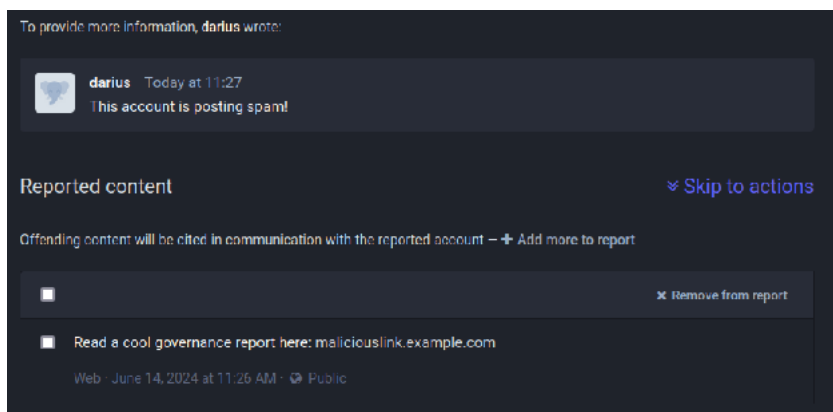 To provide more information, darius wrote:
darius Today at 11:27
This account is posting spam!
Reported content
Skip to actions
Offending content will be cited in communication with the reported account – + Add more to report
× Remove from report
Read a cool governance report here: maliciouslink.example.com
Web · June 14, 2024 at 11:26 AM · Public